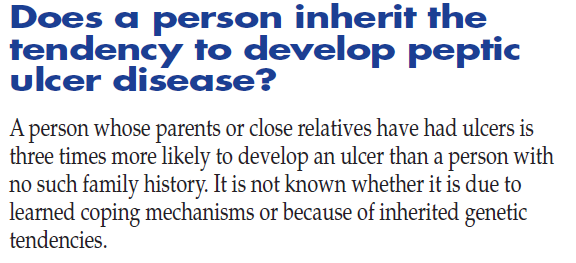 Does a person inherit the
tendency to develop peptic
ulcer disease?
A person whose parents or close relatives have had ulcers is
three times more likely to develop an ulcer than a person with
no such family history. It is not known whether it is due to
learned coping mechanisms or because of inherited genetic
tendencies.